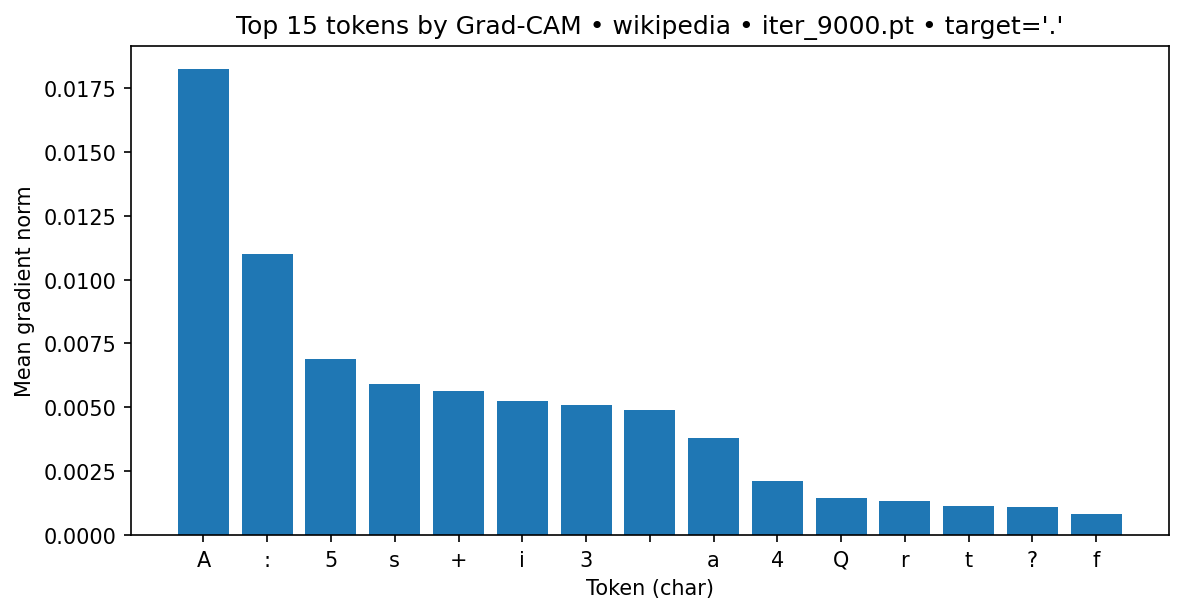 Top 15 tokens by Grad-CAM • wikipedia • iter_9000.pt • target='.'
Mean gradient norm
0.0175
0.0150
0.0125
0.0100
0.0075
0.0050
0.0025
0.0000
A : 5 s + i 3 a 4 Q r t ? f
Token (char)